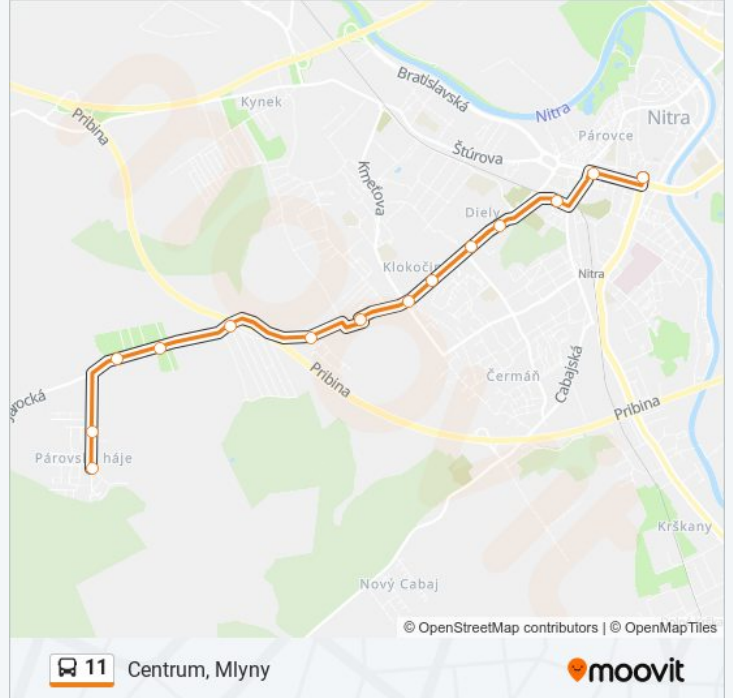 Bratislavská
Kynek
Nitra
Nitra
Pribina
Párovce
Štúrova
Kmeťova
Diely
Klokočin
Nitra
Pribina
Čermáň
Cabajská
Pribina
Párovské háje
Krškany
Nový Cabaj
© OpenStreetMap contributors | © OpenMapTiles
11 Centrum, Mlyny
moovit